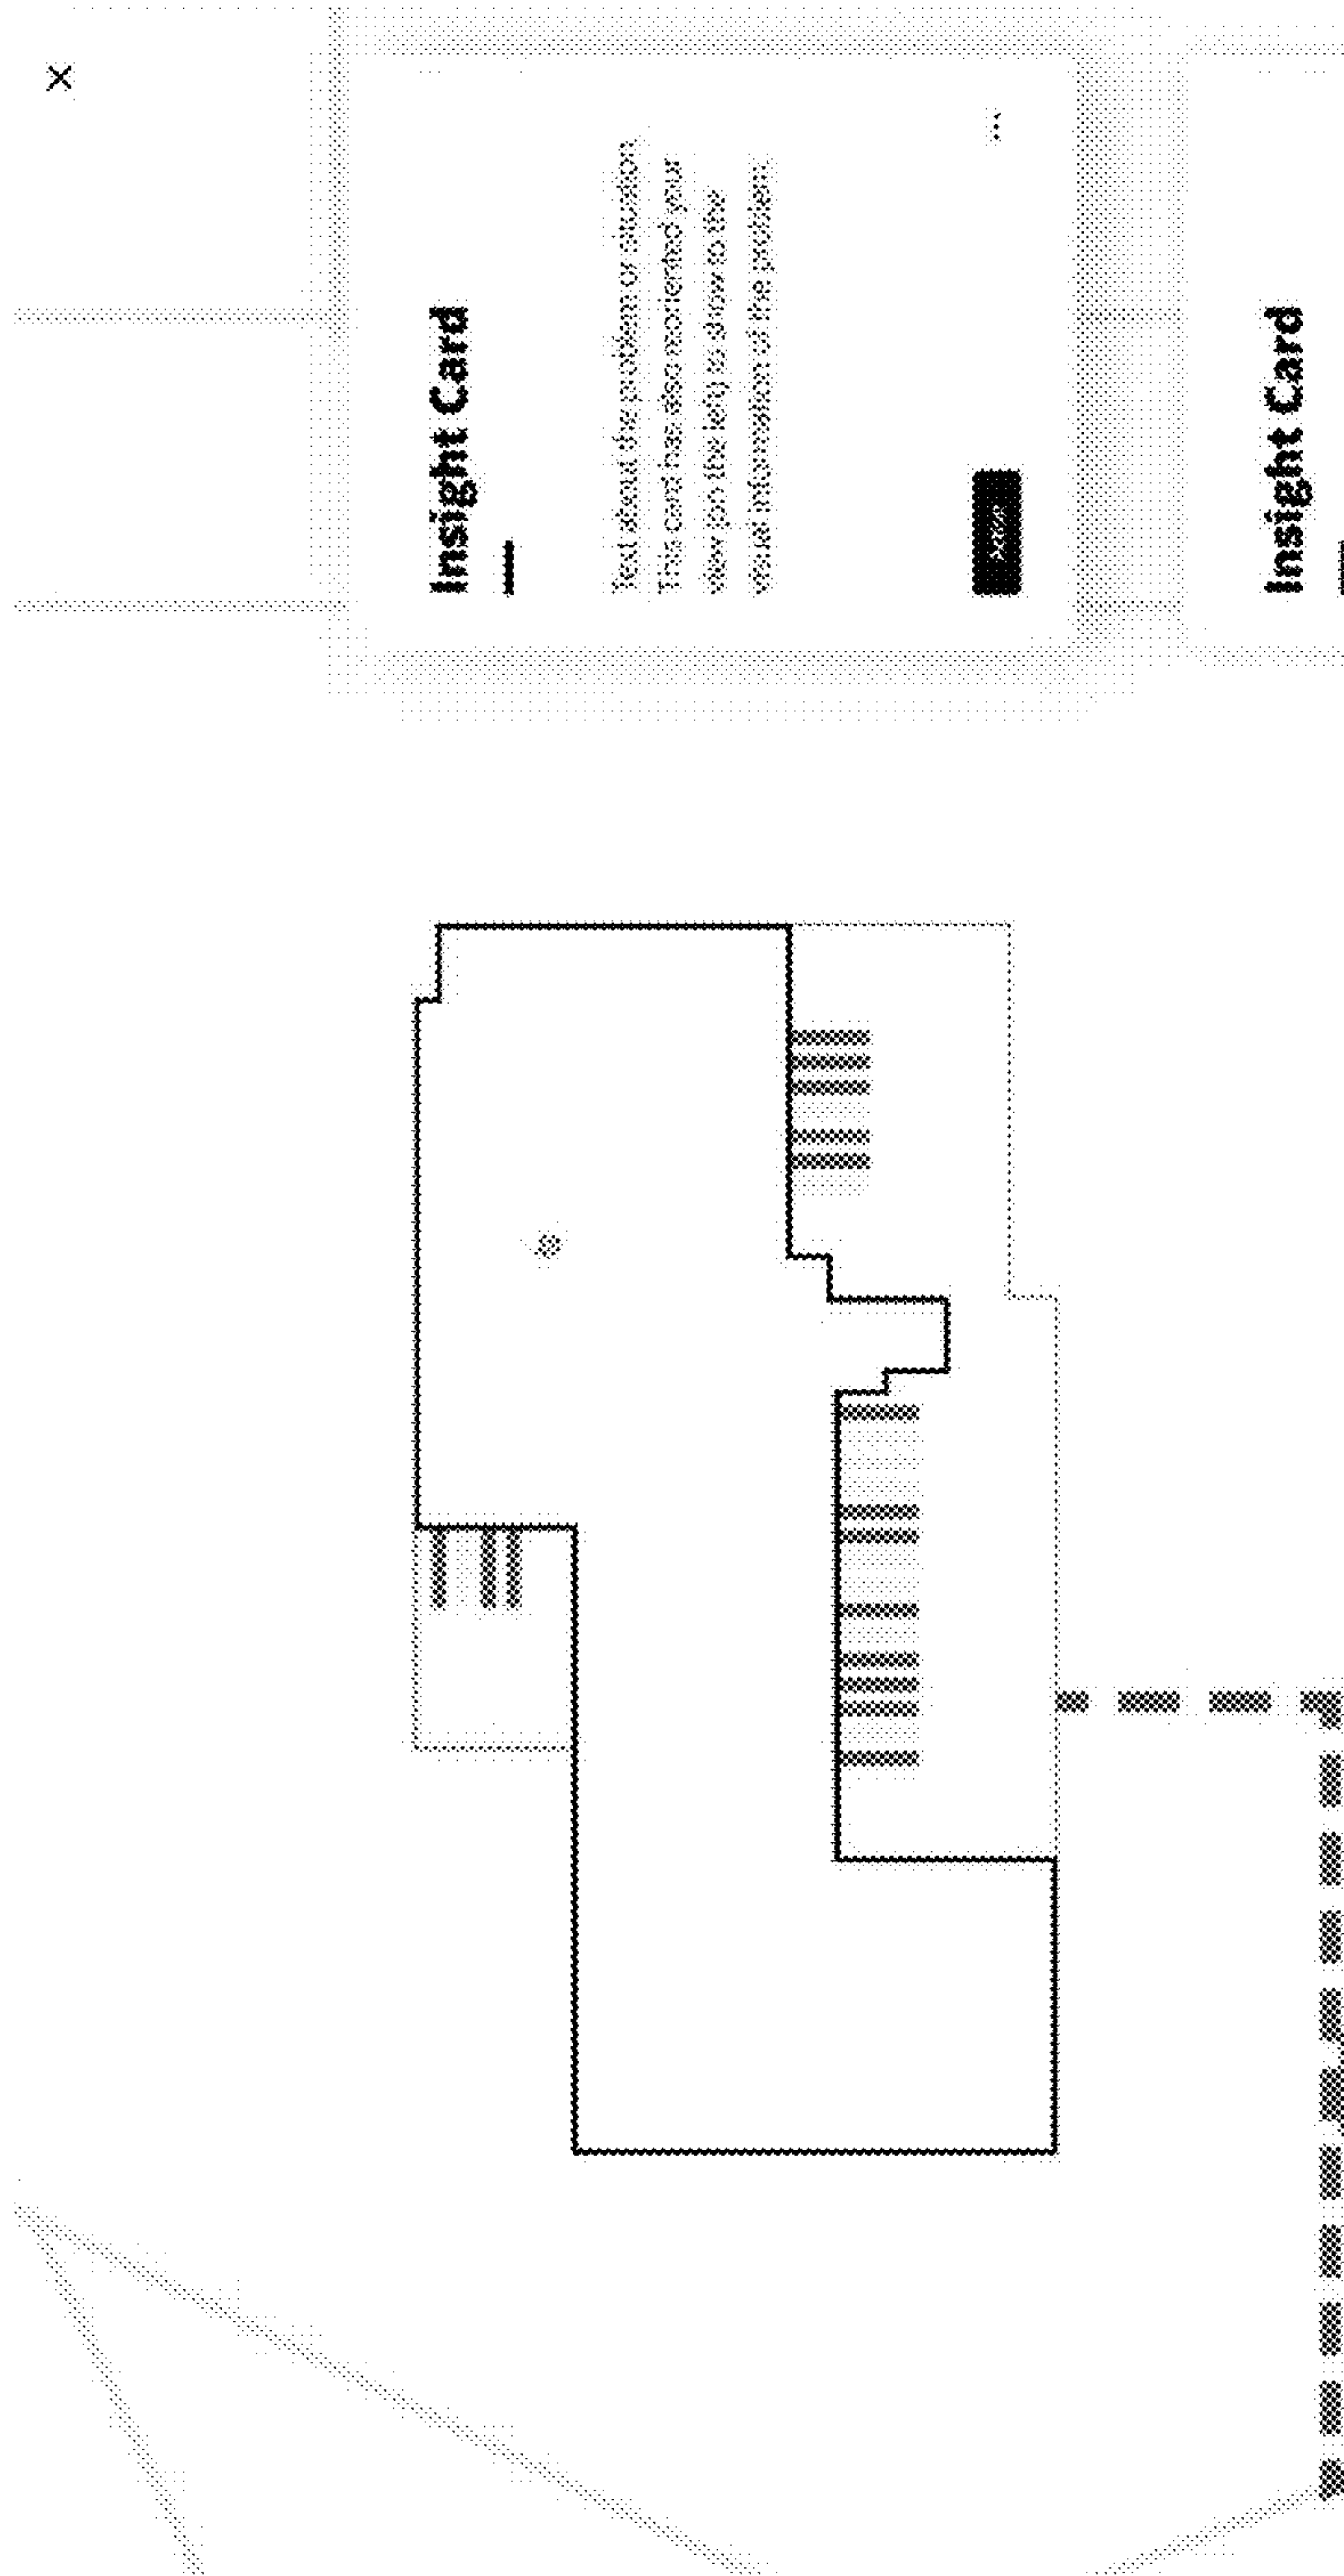 Insight Card
Text about the problem or situation
This card has also reoriented your
view (on the left) to allow to the
visual information of the problem.
...
Insight Card